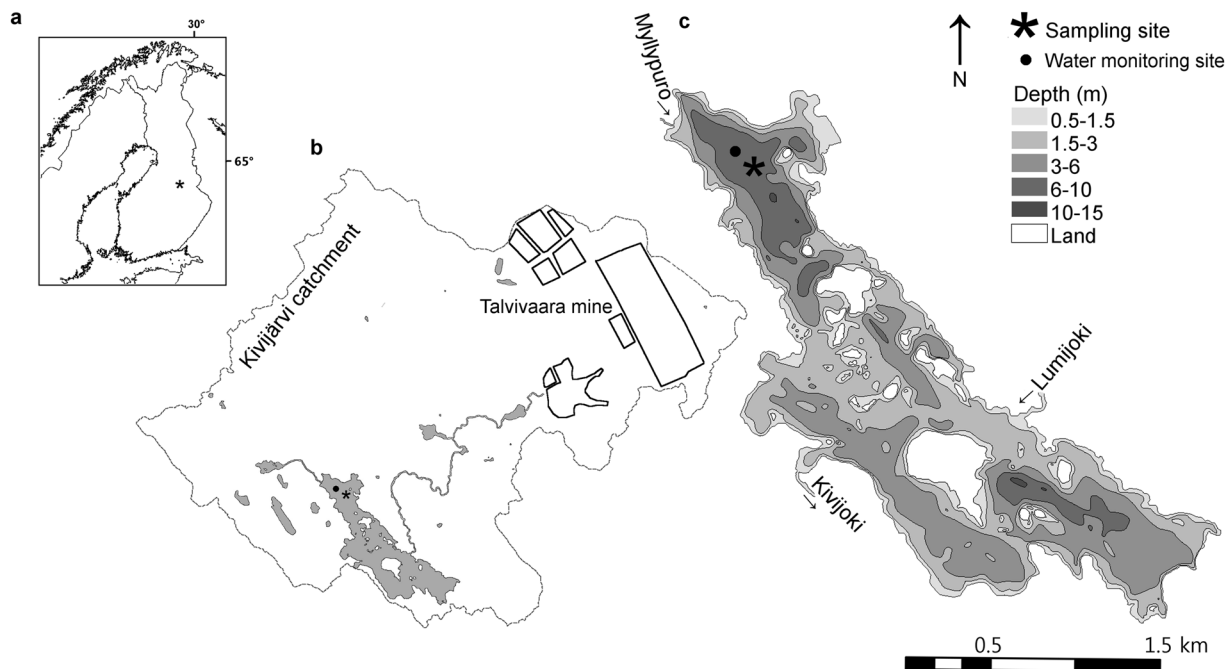 a
30°
65°
b
Kivijärvi catchment
Talvivaara mine
c
Myllypuro
N
Sampling site
Water monitoring site
Depth (m)
0.5-1.5
1.5-3
3-6
6-10
10-15
Land
Lumijoki
Kivijoki
0.5
1.5 km